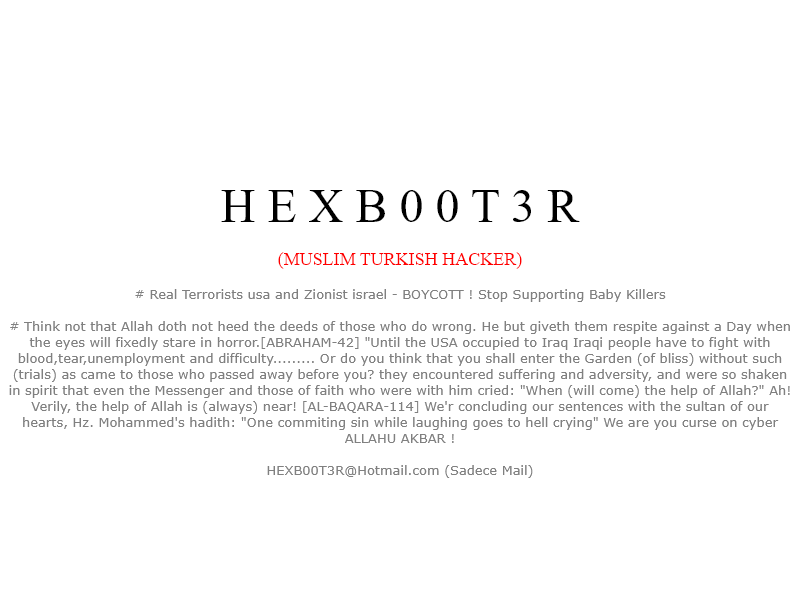 H E X B 0 0 T 3 R
(MUSLIM TURKISH HACKER)
# Real Terrorists usa and Zionist israel - BOYCOTT ! Stop Supporting Baby Killers
# Think not that Allah doth not heed the deeds of those who do wrong. He but giveth them respite against a Day when
the eyes will fixedly stare in horror.[ABRAHAM-42] "Until the USA occupied to Iraq Iraqi people have to fight with
blood,tear,unemployment and difficulty......... Or do you think that you shall enter the Garden (of bliss) without such
(trials) as came to those who passed away before you? they encountered suffering and adversity, and were so shaken
in spirit that even the Messenger and those of faith who were with him cried: "When (will come) the help of Allah?" Ah!
Verily, the help of Allah is (always) near! [AL-BAQARA-114] We'r concluding our sentences with the sultan of our
hearts, Hz. Mohammed's hadith: "One commiting sin while laughing goes to hell crying" We are you curse on cyber
ALLAHU AKBAR !
HEXB00T3R@Hotmail.com (Sadece Mail)